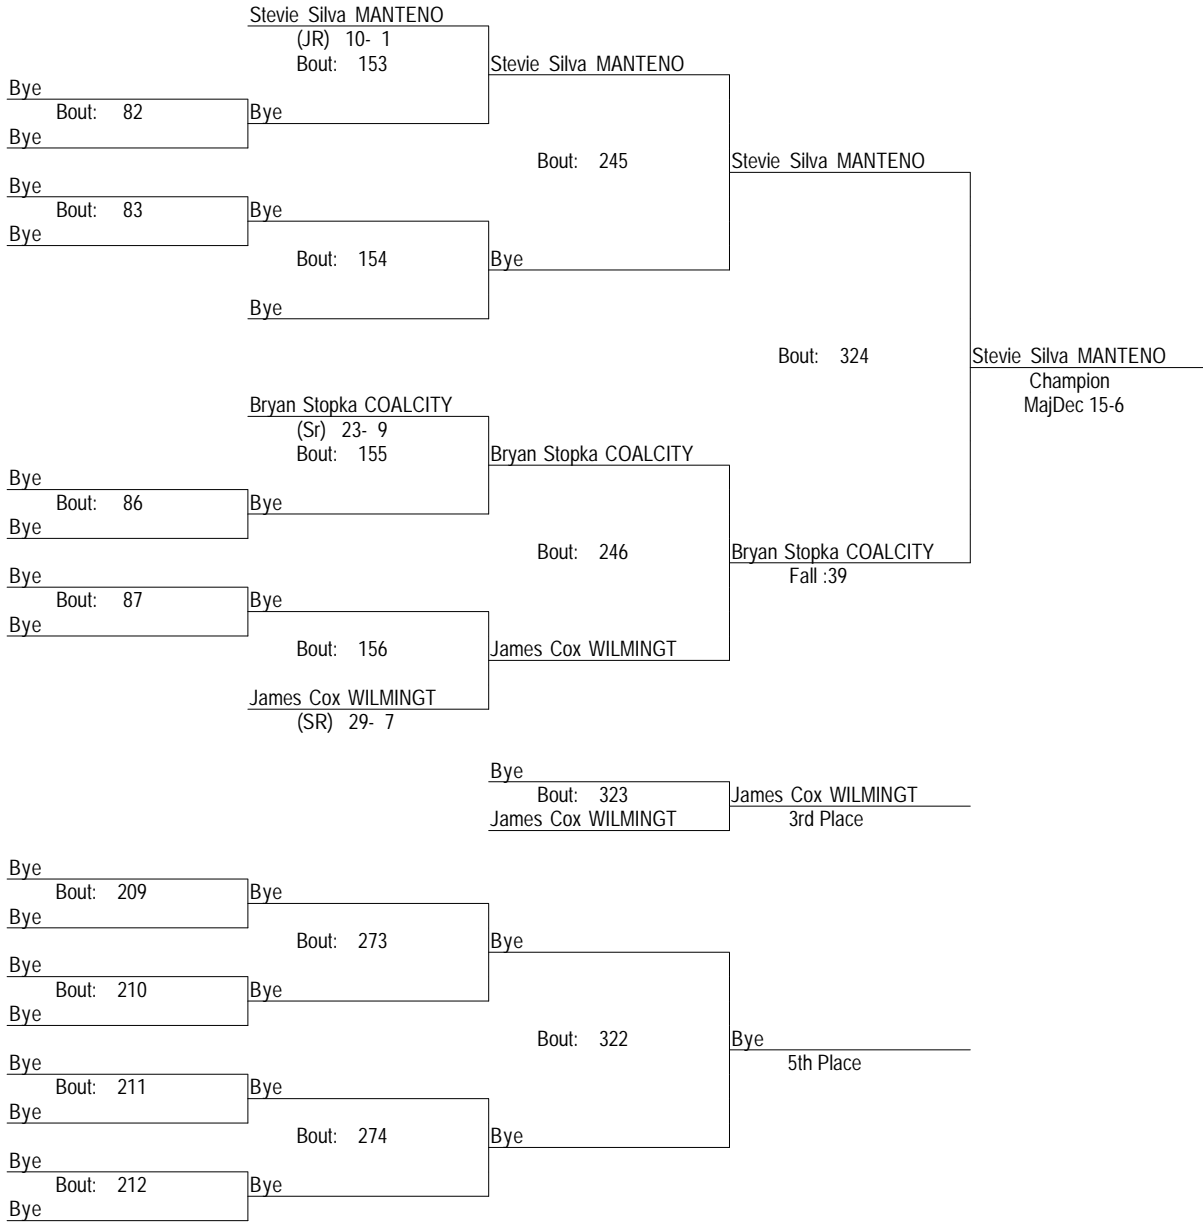 Stevie Silva MANTENO
(JR) 10- 1
Bout: 153
Stevie Silva MANTENO
Bye
Bout: 82
Bye
Bye
Bout: 245
Stevie Silva MANTENO
Bye
Bout: 83
Bye
Bye
Bout: 154
Bye
Bye
Bout: 324
Stevie Silva MANTENO
Champion
MajDec 15-6
Bryan Stopka COALCITY
(Sr) 23- 9
Bout: 155
Bryan Stopka COALCITY
Bye
Bout: 86
Bye
Bye
Bout: 246
Bryan Stopka COALCITY
Fall :39
Bye
Bout: 87
Bye
Bye
Bout: 156
James Cox WILMINGT
James Cox WILMINGT
(SR) 29- 7
Bye
Bout: 323
James Cox WILMINGT
James Cox WILMINGT
3rd Place
Bye
Bout: 209
Bye
Bye
Bout: 273
Bye
Bye
Bout: 210
Bye
Bye
Bout: 322
Bye
5th Place
Bye
Bout: 211
Bye
Bye
Bout: 274
Bye
Bye
Bout: 212
Bye
Bye